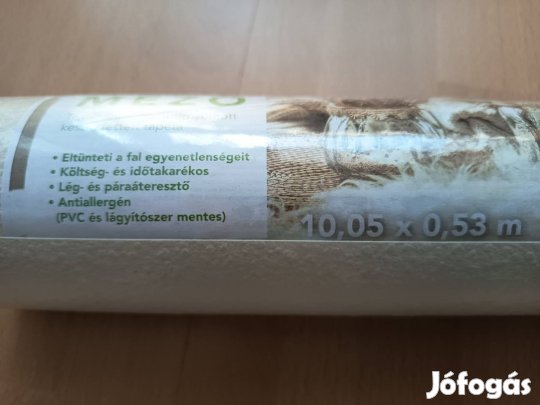 MEZŐ
tapéta
• Eltünteti a fal egyenetlenségeit
• Költség- és időtakarékos
• Lég- és páraáteresztő
• Antiallergén
(PVC és lágyítószer mentes)
10,05 x 0,53 m
Jófogás